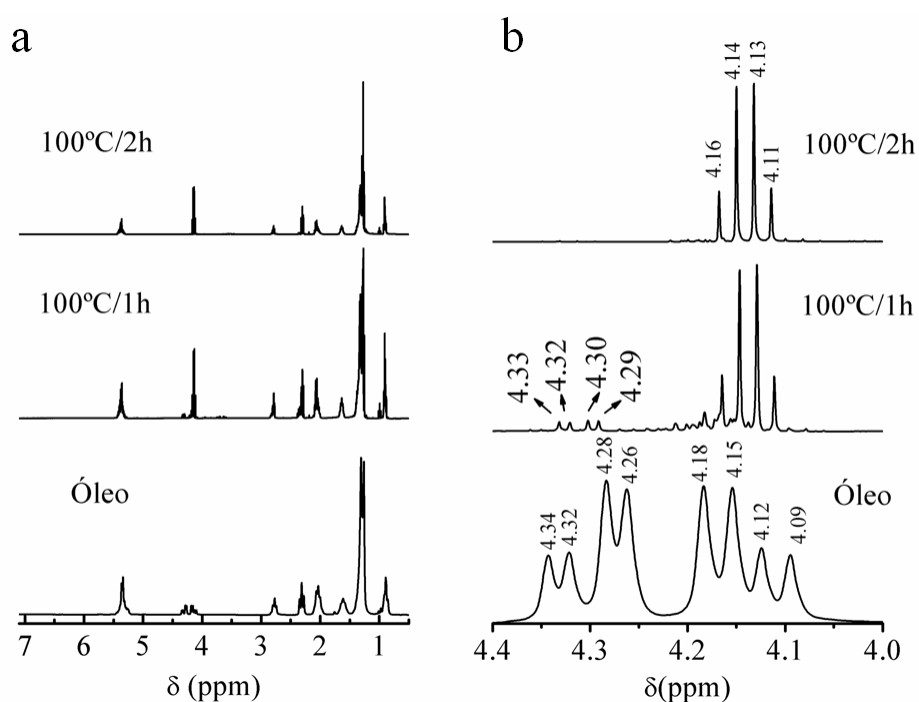 a
100ºC/2h
100ºC/1h
Óleo
7 6 5 4 3 2 1
δ (ppm)
b
4.16 4.14 4.13 4.11
100ºC/2h
100ºC/1h
4.33 4.32 4.30 4.29
Óleo
4.34 4.32 4.28 4.26 4.18 4.15 4.12 4.09
4.4 4.3 4.2 4.1 4.0
δ(ppm)